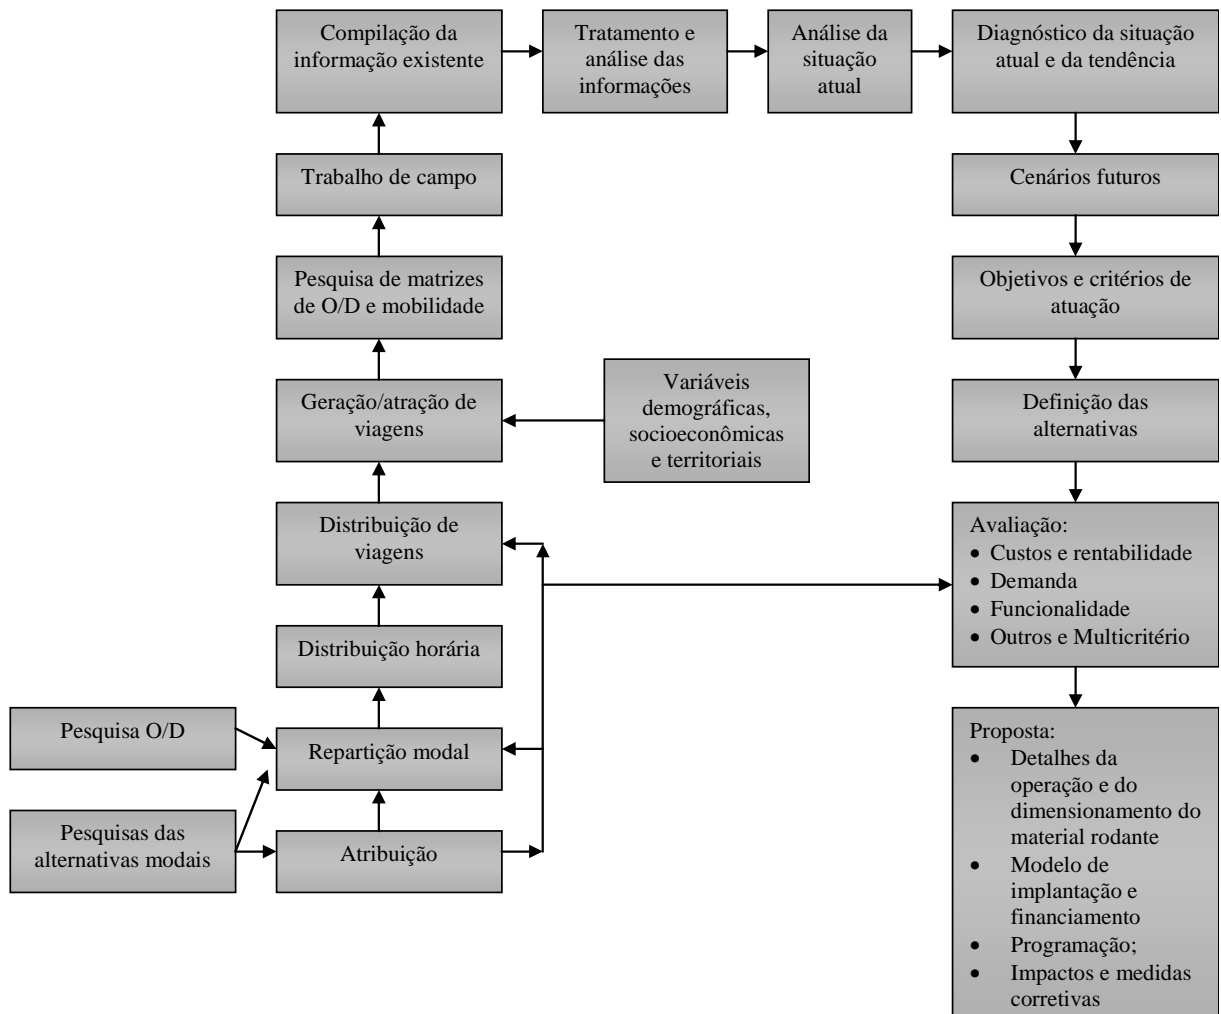 Compilação da
informação existente
Tratamento e
análise das
informações
Análise da
situação
atual
Diagnóstico da situação
atual e da tendência
Trabalho de campo
Cenários futuros
Pesquisa de matrizes
de O/D e mobilidade
Objetivos e critérios de
atuação
Geração/atração de
viagens
Variáveis
demográficas,
socioeconômicas
e territoriais
Definição das
alternativas
Distribuição de
viagens
Avaliação:
• Custos e rentabilidade
• Demanda
• Funcionalidade
• Outros e Multicritério
Distribuição horária
Pesquisa O/D
Repartição modal
Pesquisas das
alternativas modais
Atribuição
Proposta:
• Detalhes da
operação e do
dimensionamento do
material rodante
• Modelo de
implantação e
financiamento
• Programação;
• Impactos e medidas
corretivas